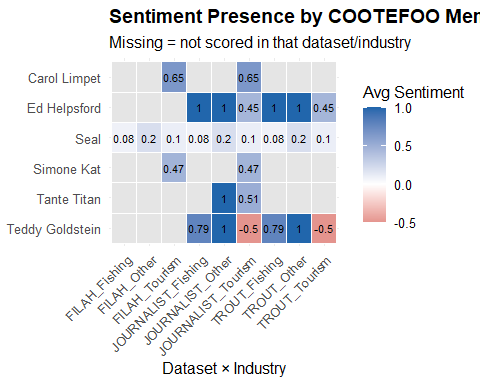 Sentiment Presence by COOTEFOO Mer
Missing = not scored in that dataset/industry
Carol Limpet 0.65 0.65
Ed Helpsford 1 1 0.45 1 1 0.45
Seal 0.08 0.2 0.1 0.08 0.2 0.1 0.08 0.2 0.1
Simone Kat 0.47 0.47
Tante Titan 1 0.51
Teddy Goldstein 0.79 1 -0.5 0.79 1 -0.5
FILAH_Fishing
FILAH_Other
FILAH_Tourism
JOURNALIST_Fishing
JOURNALIST_Other
JOURNALIST_Tourism
TROUT_Fishing
TROUT_Other
TROUT_Tourism
Dataset × Industry
Avg Sentiment
1.0
0.5
0.0
-0.5